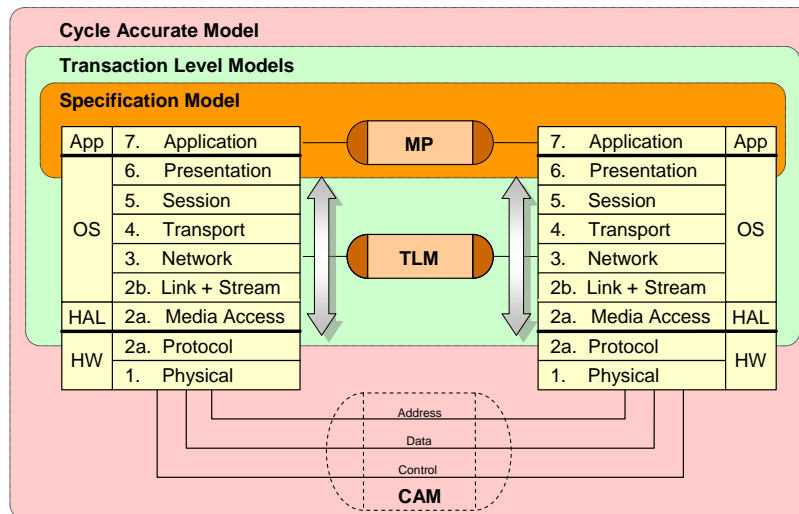 Cycle Accurate Model
Transaction Level Models
Specification Model
App 7. Application MP 7. Application App
6. Presentation 6. Presentation
5. Session 5. Session
OS 4. Transport 4. Transport OS
3. Network TLM 3. Network
2b. Link + Stream 2b. Link + Stream
HAL 2a. Media Access 2a. Media Access HAL
HW 2a. Protocol 2a. Protocol HW
1. Physical 1. Physical
Address
Data
Control
CAM